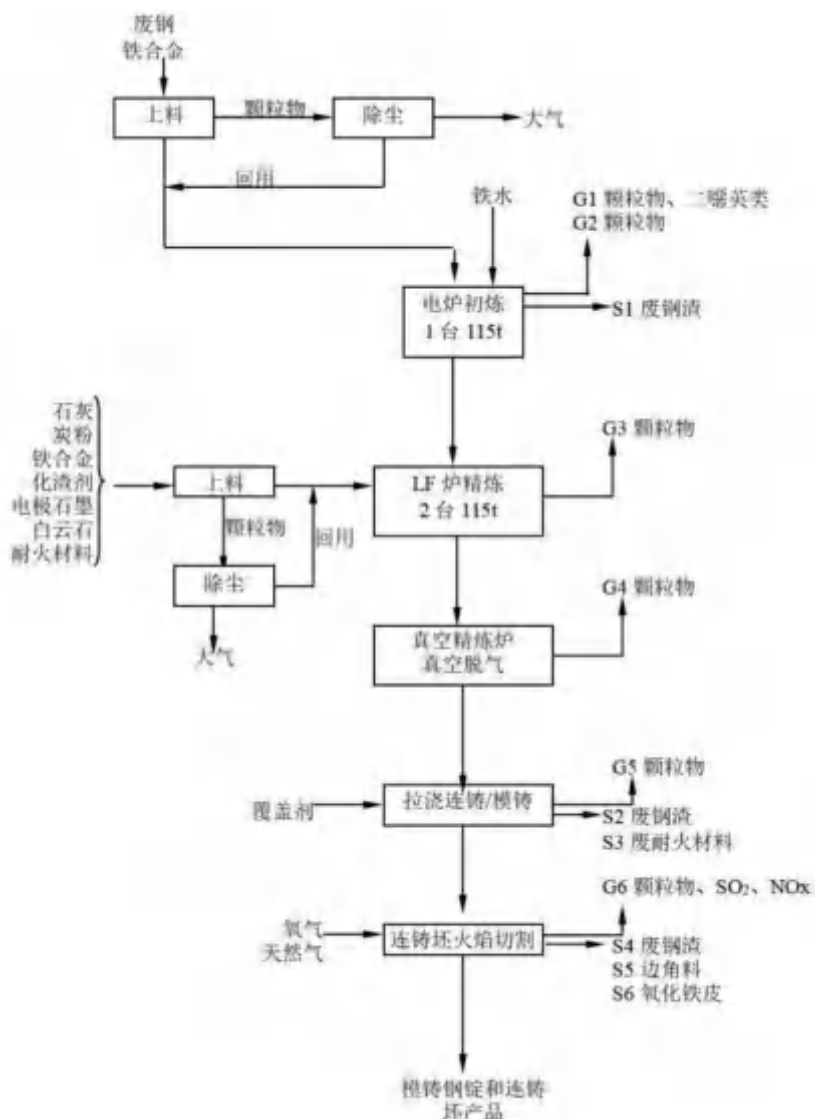 废钢
铁合金
上料
颗粒物
除尘
大气
回用
铁水
G1 颗粒物、二噁英类
G2 颗粒物
电炉初炼
1 台 115t
S1 废钢渣
石灰
炭粉
铁合金
化渣剂
电极石墨
白云石
耐火材料
上料
颗粒物
回用
除尘
大气
LF 炉精炼
2 台 115t
G3 颗粒物
真空精炼炉
真空脱气
G4 颗粒物
覆盖剂
拉浇连铸/模铸
G5 颗粒物
S2 废钢渣
S3 废耐火材料
氧气
天然气
连铸坯火焰切割
G6 颗粒物、SO₂、NOx
S4 废钢渣
S5 边角料
S6 氧化铁皮
模铸钢锭和连铸
坯产品